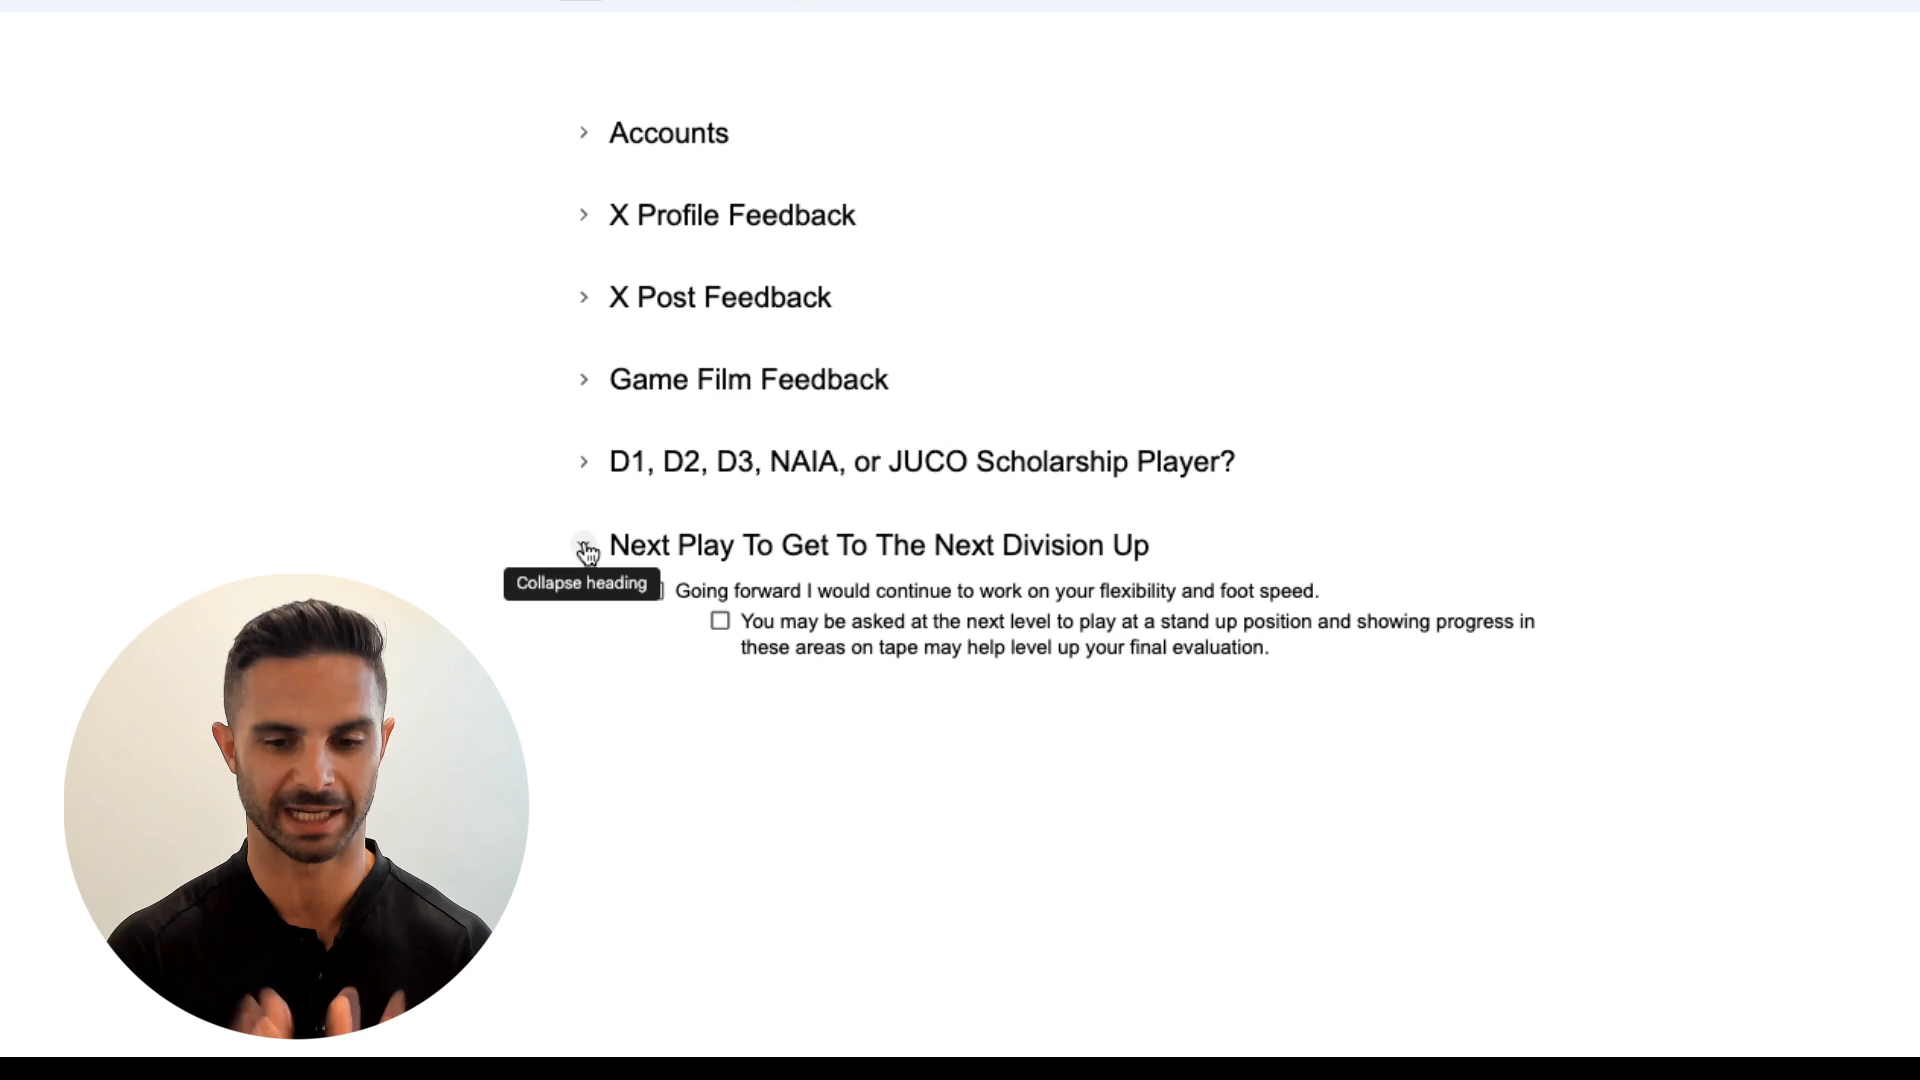 Accounts
X Profile Feedback
X Post Feedback
Game Film Feedback
D1, D2, D3, NAIA, or JUCO Scholarship Player?
Next Play To Get To The Next Division Up
Collapse heading
Going forward I would continue to work on your flexibility and foot speed.
You may be asked at the next level to play at a stand up position and showing progress in
these areas on tape may help level up your final evaluation.